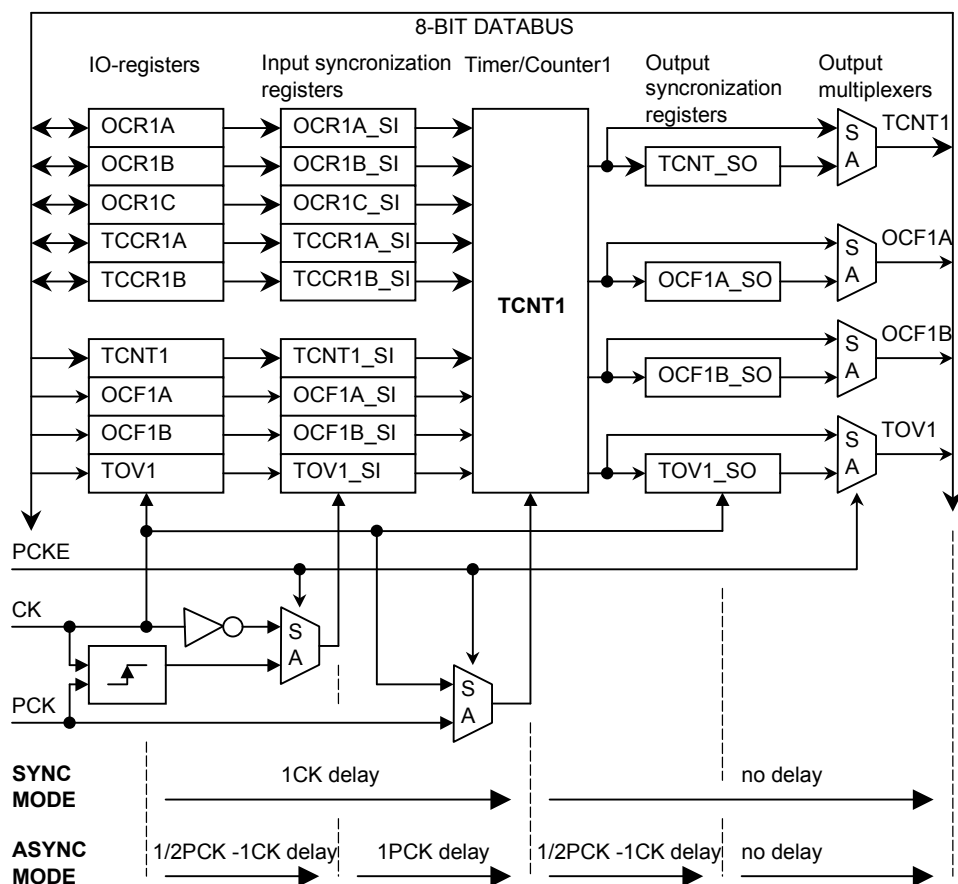 8-BIT DATABUS
IO-registers
Input syncronization
registers
Timer/Counter1
Output
syncronization
registers
Output
multiplexers
OCR1A
OCR1B
OCR1C
TCCR1A
TCCR1B
TCNT1
OCF1A
OCF1B
TOV1
OCR1A_SI
OCR1B_SI
OCR1C_SI
TCCR1A_SI
TCCR1B_SI
TCNT1_SI
OCF1A_SI
OCF1B_SI
TOV1_SI
TCNT1
TCNT_SO
OCF1A_SO
OCF1B_SO
TOV1_SO
S
A
TCNT1
S
A
OCF1A
S
A
OCF1B
S
A
TOV1
PCKE
CK
S
A
PCK
S
A
SYNC
MODE
1CK delay
no delay
ASYNC
MODE
1/2PCK -1CK delay
1PCK delay
1/2PCK -1CK delay
no delay